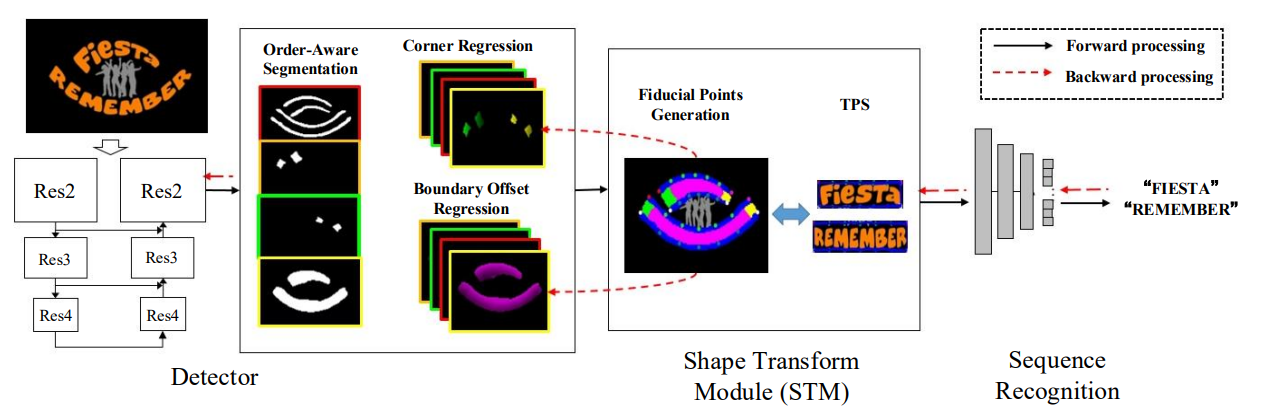 Fiesta
REMEMBER
Res2
Res2
Res3
Res3
Res4
Res4
Detector
Order-Aware
Segmentation
Corner Regression
Boundary Offset
Regression
Fiducial Points
Generation
TPS
Fiesta
REMEMBER
Shape Transform
Module (STM)
Forward processing
Backward processing
“FIESTA”
“REMEMBER”
Sequence
Recognition